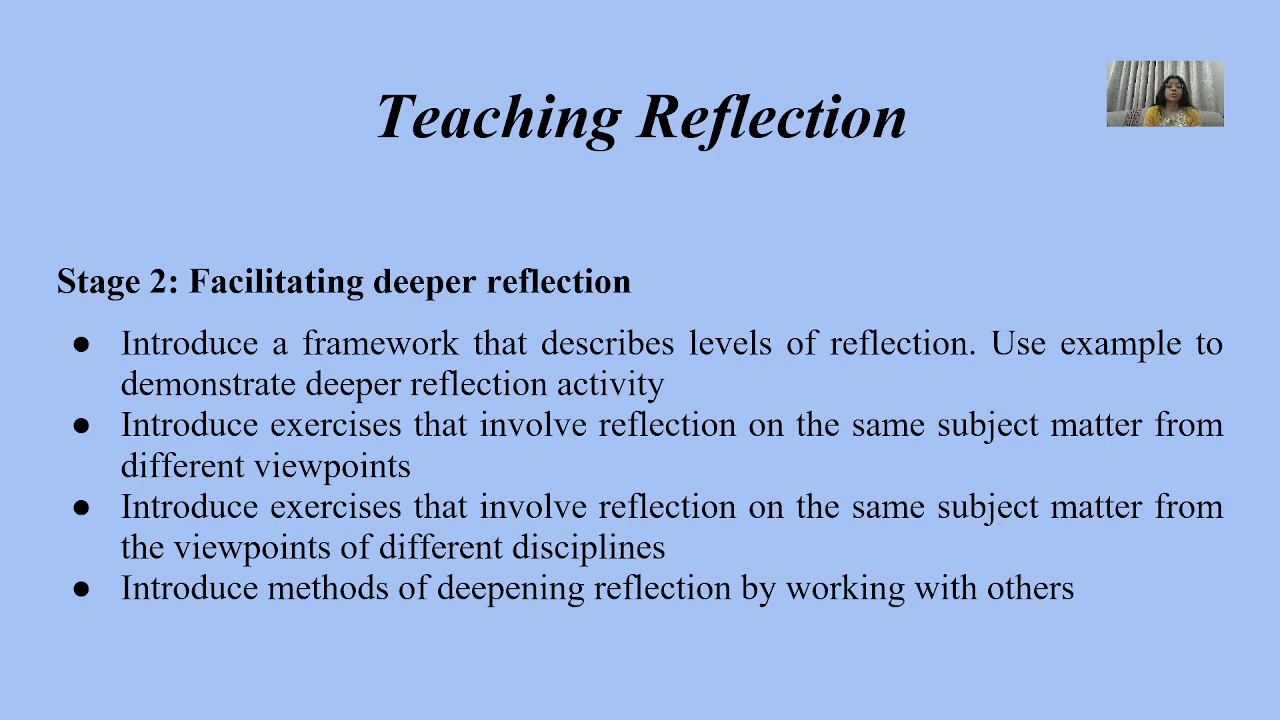 Teaching Reflection
Stage 2: Facilitating deeper reflection
● Introduce a framework that describes levels of reflection. Use example to
demonstrate deeper reflection activity
● Introduce exercises that involve reflection on the same subject matter from
different viewpoints
● Introduce exercises that involve reflection on the same subject matter from
the viewpoints of different disciplines
● Introduce methods of deepening reflection by working with others